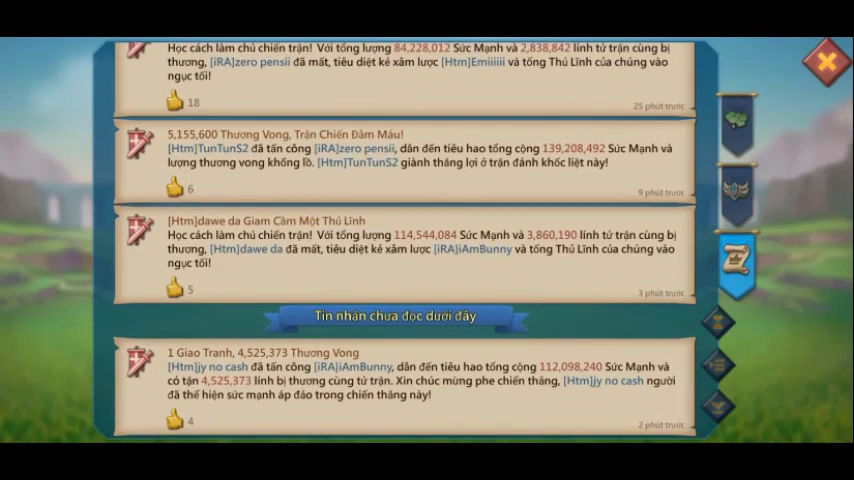 Học cách làm chủ chiến trận! Với tổng lượng 84,228,012 Sức Mạnh và 2,838,842 lính tử trận cùng bị
thương, [iRA]zero pensii đã mất, tiêu diệt kẻ xâm lược [Htm]Emiiiiii và tống Thủ Lĩnh của chúng vào
ngục tối!
18
25 phút trước
5,155,600 Thương Vong, Trận Chiến Đẫm Máu!
[Htm]TunTunS2 đã tấn công [iRA]zero pensii, dẫn đến tiêu hao tổng cộng 139,208,492 Sức Mạnh và
lượng thương vong khổng lồ. [Htm]TunTunS2 giành thắng lợi ở trận đánh khốc liệt này!
6
9 phút trước
[Htm]dawe da Giam Cầm Một Thủ Lĩnh
Học cách làm chủ chiến trận! Với tổng lượng 114,544,084 Sức Mạnh và 3,860,190 lính tử trận cùng bị
thương, [Htm]dawe da đã mất, tiêu diệt kẻ xâm lược [iRA]iAmBunny và tống Thủ Lĩnh của chúng vào
ngục tối!
5
3 phút trước
Tin nhắn chưa đọc dưới đây
1 Giao Tranh, 4,525,373 Thương Vong
[Htm]jy no cash đã tấn công [iRA]iAmBunny, dẫn đến tiêu hao tổng cộng 112,098,240 Sức Mạnh và
có tận 4,525,373 lính bị thương cùng tử trận. Xin chúc mừng phe chiến thắng, [Htm]jy no cash người
đã thể hiện sức mạnh áp đảo trong chiến thắng này!
4
2 phút trước